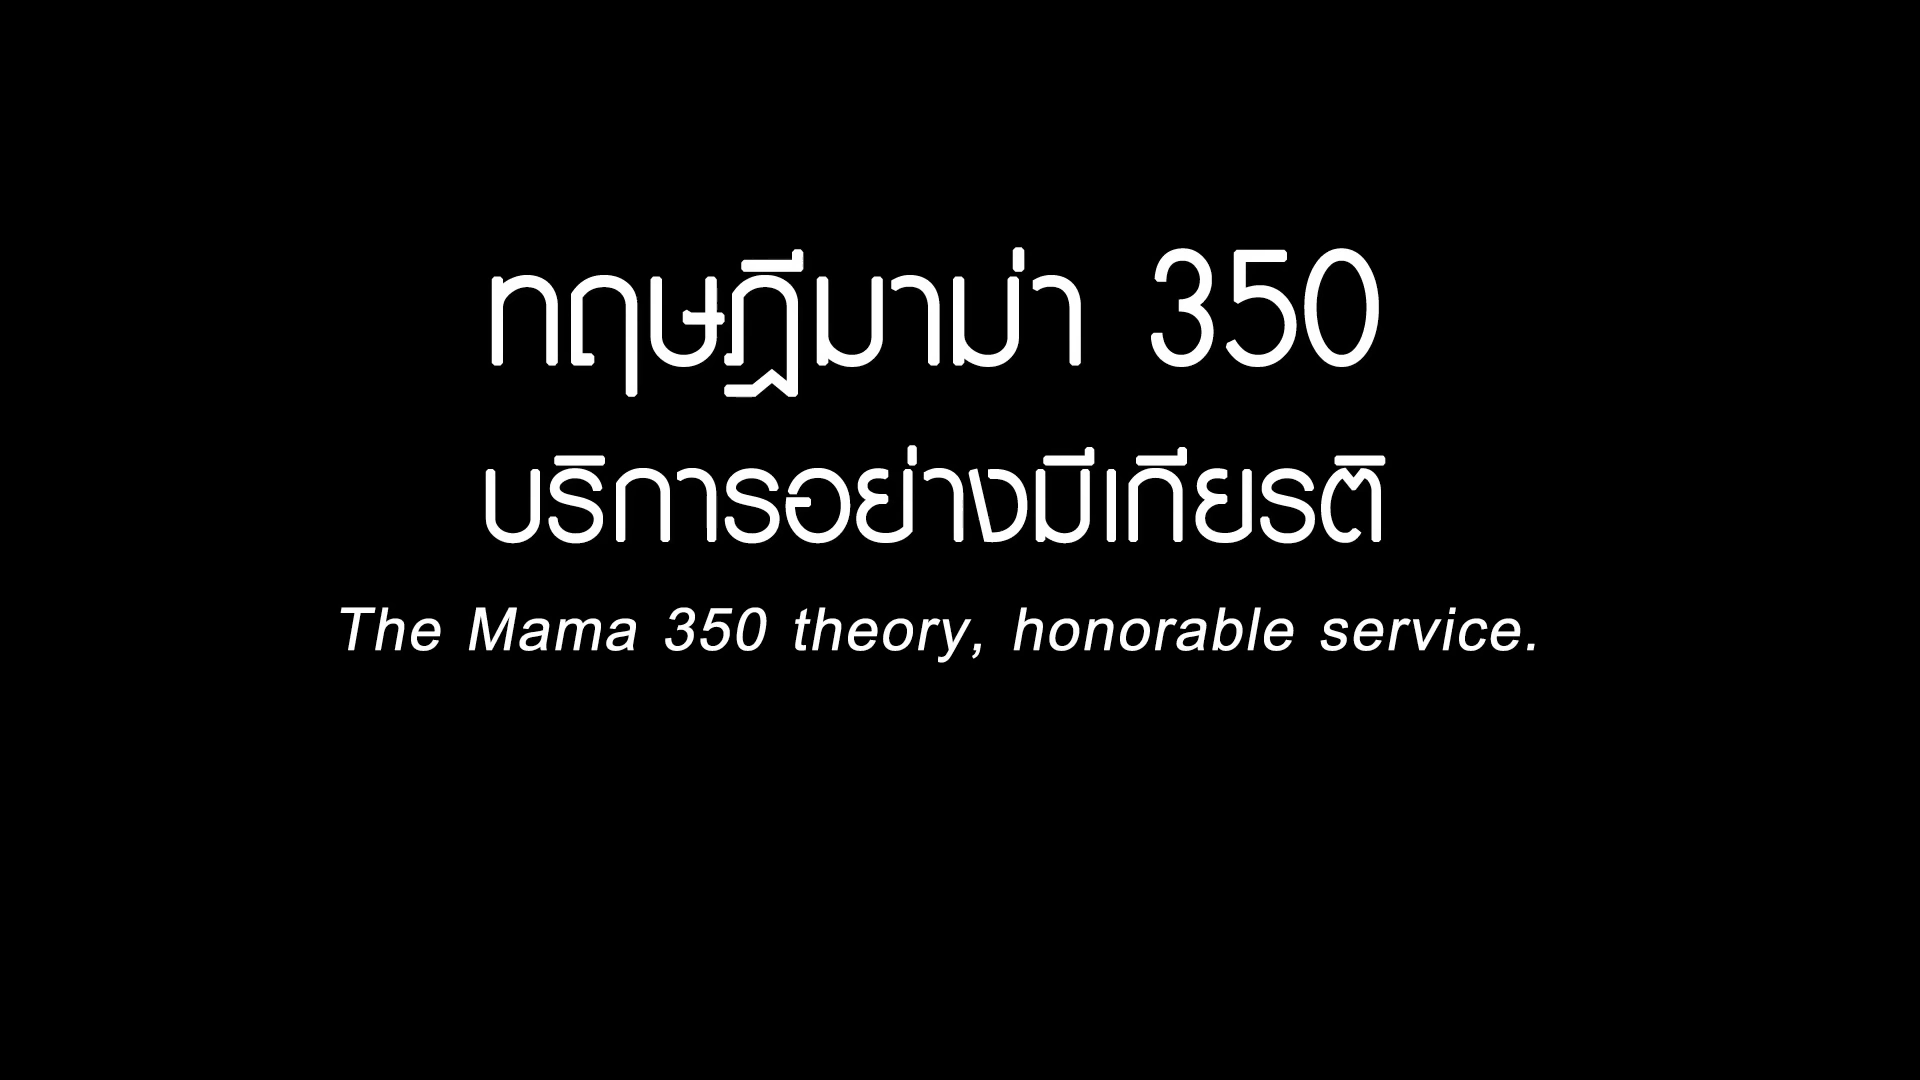 ทฤษฎีมาม่า 350
บริการอย่างมีเกียรติ
The Mama 350 theory, honorable service.